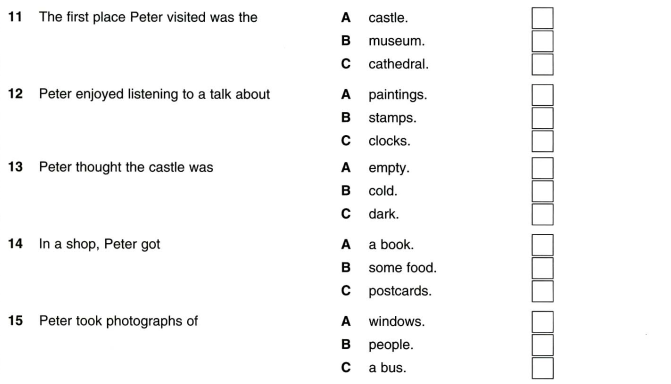 11 The first place Peter visited was the A castle.
B museum.
C cathedral.
12 Peter enjoyed listening to a talk about A paintings.
B stamps.
C clocks.
13 Peter thought the castle was A empty.
B cold.
C dark.
14 In a shop, Peter got A a book.
B some food.
C postcards.
15 Peter took photographs of A windows.
B people.
C a bus.